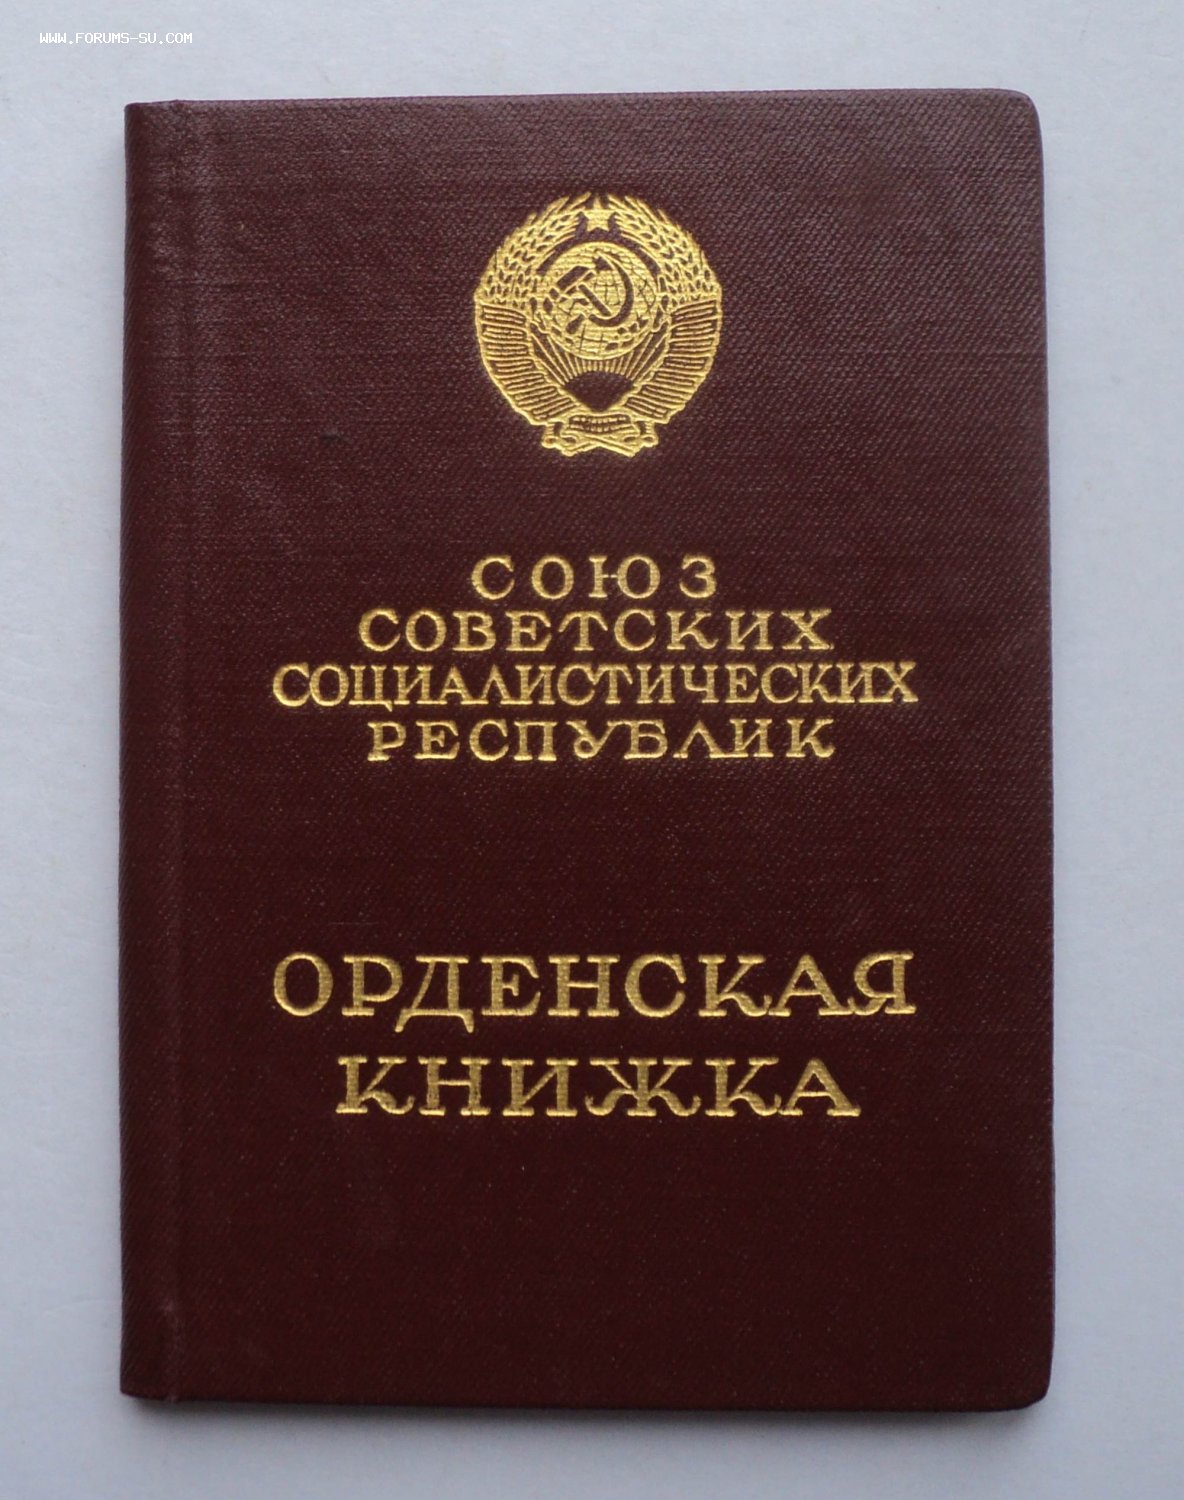 WWW.FORUMS-SU.COM
СОЮЗ
СОВЕТСКИХ
СОЦИАЛИСТИЧЕСКИХ
РЕСПУБЛИК
ОРДЕНСКАЯ
КНИЖКА